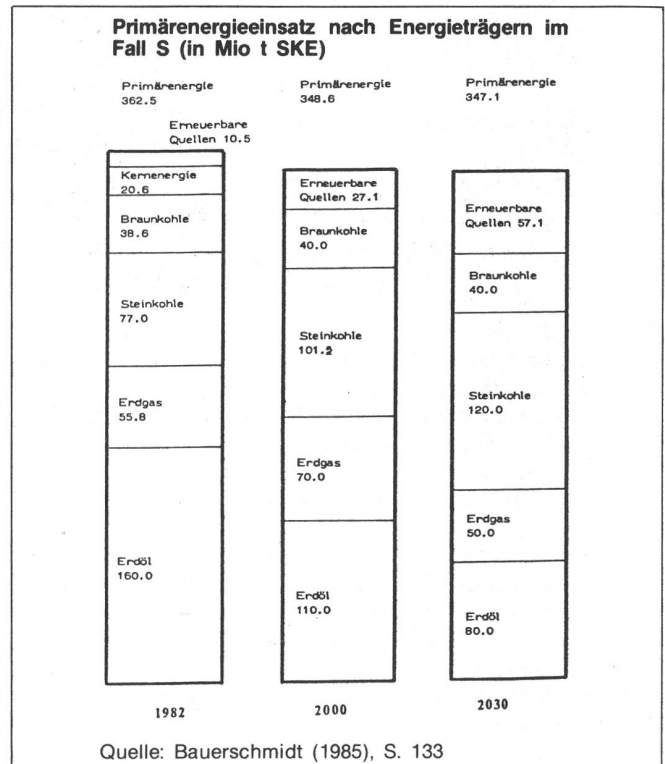 Primärenergieeinsatz nach Energieträgern im
Fall S (in Mio t SKE)
Primärenergie
362.5
Erneuerbare
Quellen 10.5
Kernenergie
20.6
Braunkohle
38.6
Steinkohle
77.0
Erdgas
55.8
Erdöl
160.0
1982
Primärenergie
348.6
Erneuerbare
Quellen 27.1
Braunkohle
40.0
Steinkohle
101.2
Erdgas
70.0
Erdöl
110.0
2000
Primärenergie
347.1
Erneuerbare
Quellen 57.1
Braunkohle
40.0
Steinkohle
120.0
Erdgas
50.0
Erdöl
80.0
2030
Quelle: Bauerschmidt (1985), S. 133